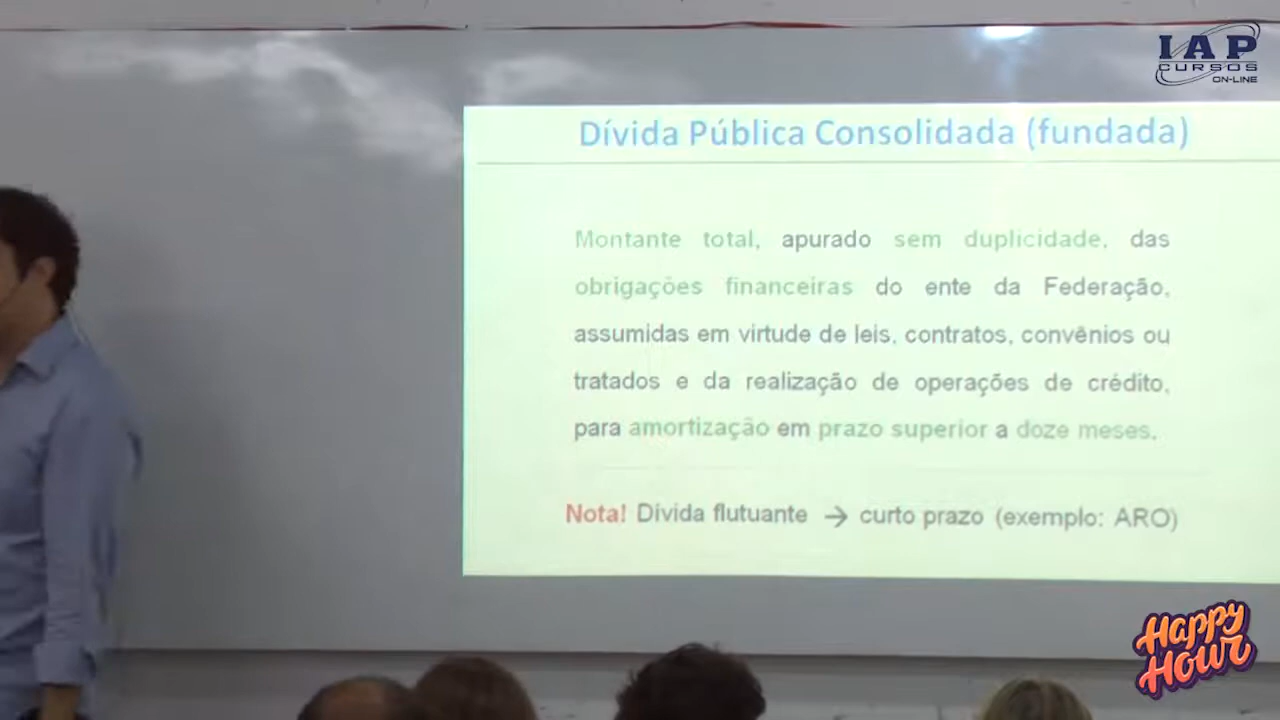 IAP
CURSOS
ON-LINE
Dívida Pública Consolidada (fundada)
Montante total, apurado sem duplicidade, das
obrigações financeiras do ente da Federação,
assumidas em virtude de leis, contratos, convênios ou
tratados e da realização de operações de crédito,
para amortização em prazo superior a doze meses.
Nota! Dívida flutuante → curto prazo (exemplo: ARO)
Happy
Hour